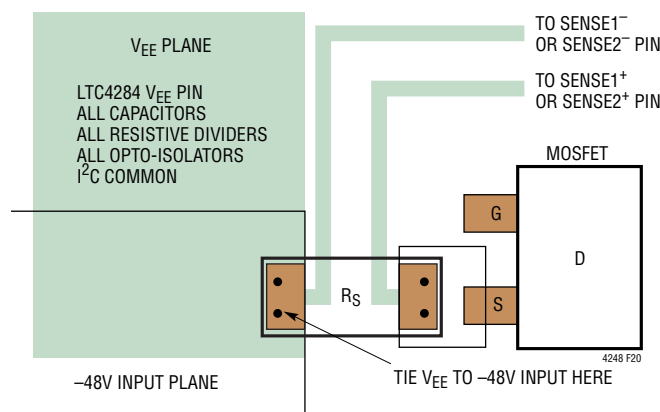 V_EE PLANE
LTC4284 V_EE PIN
ALL CAPACITORS
ALL RESISTIVE DIVIDERS
ALL OPTO-ISOLATORS
I²C COMMON
TO SENSE1⁻
OR SENSE2⁻ PIN
TO SENSE1⁺
OR SENSE2⁺ PIN
MOSFET
G
D
R_S
S
4248 F20
–48V INPUT PLANE
TIE V_EE TO –48V INPUT HERE